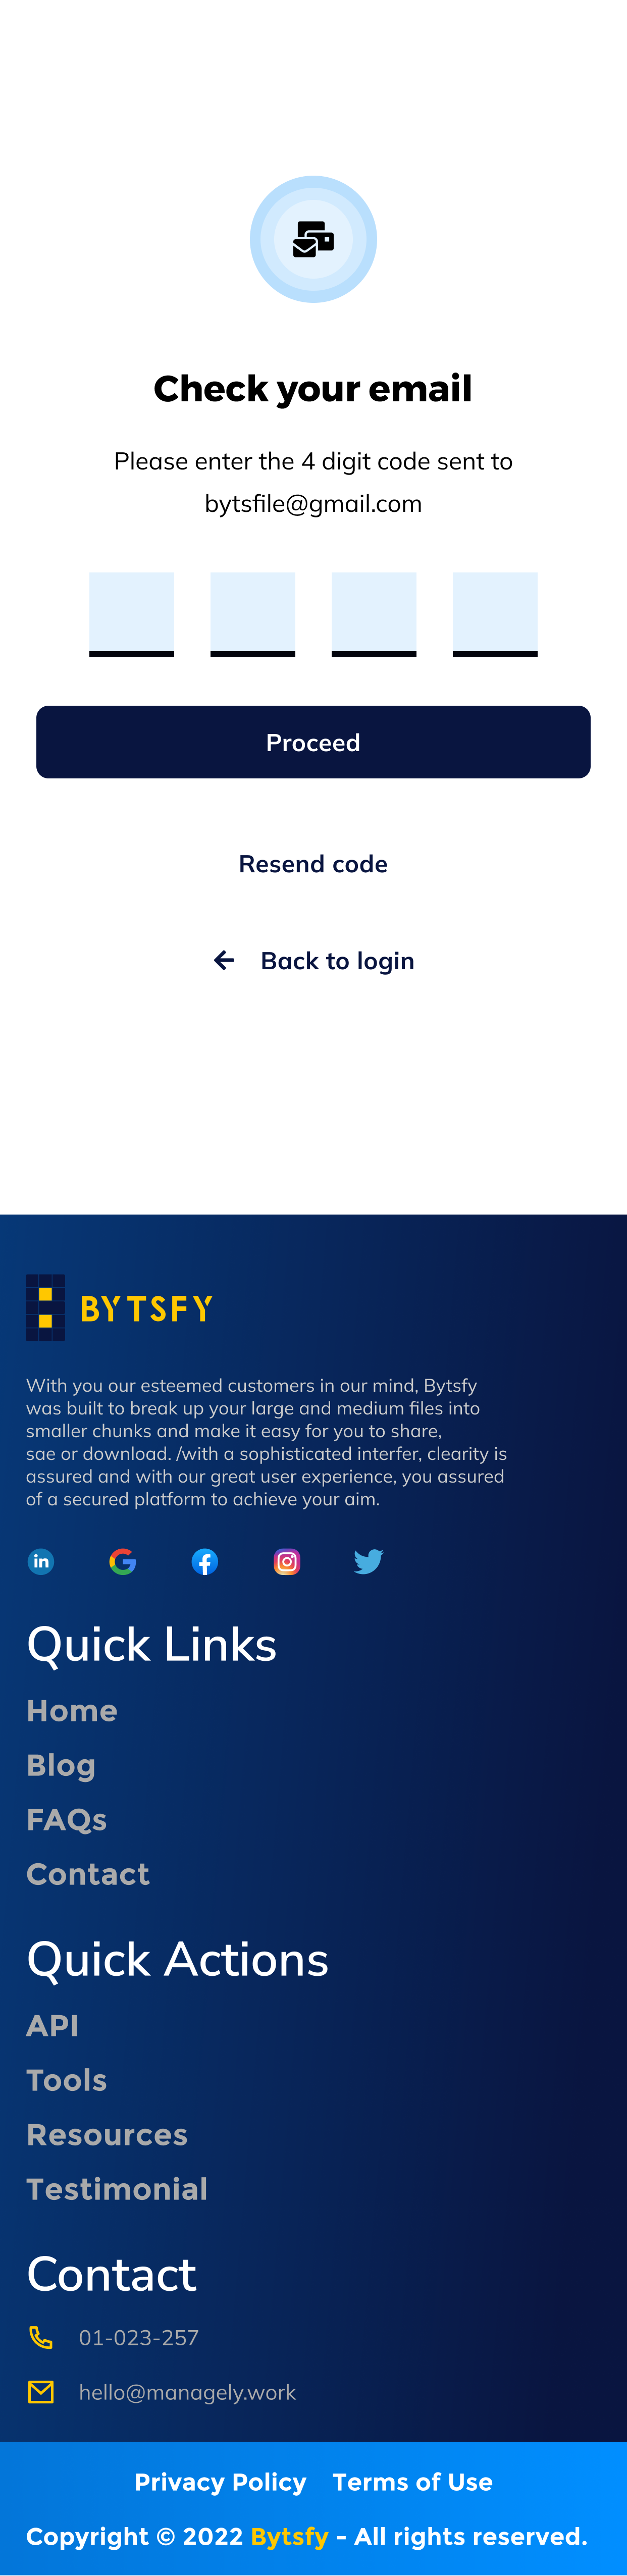 Check your email
Please enter the 4 digit code sent to
bytsfile@gmail.com
Proceed
Resend code
Back to login
BYTSFY
With you our esteemed customers in our mind, Bytsfy
was built to break up your large and medium files into
smaller chunks and make it easy for you to share,
sae or download. /with a sophisticated interfer, clearity is
assured and with our great user experience, you assured
of a secured platform to achieve your aim.
Quick Links
Home
Blog
FAQs
Contact
Quick Actions
API
Tools
Resources
Testimonial
Contact
01-023-257
hello@managely.work
Privacy Policy Terms of Use
Copyright © 2022 Bytsfy - All rights reserved.